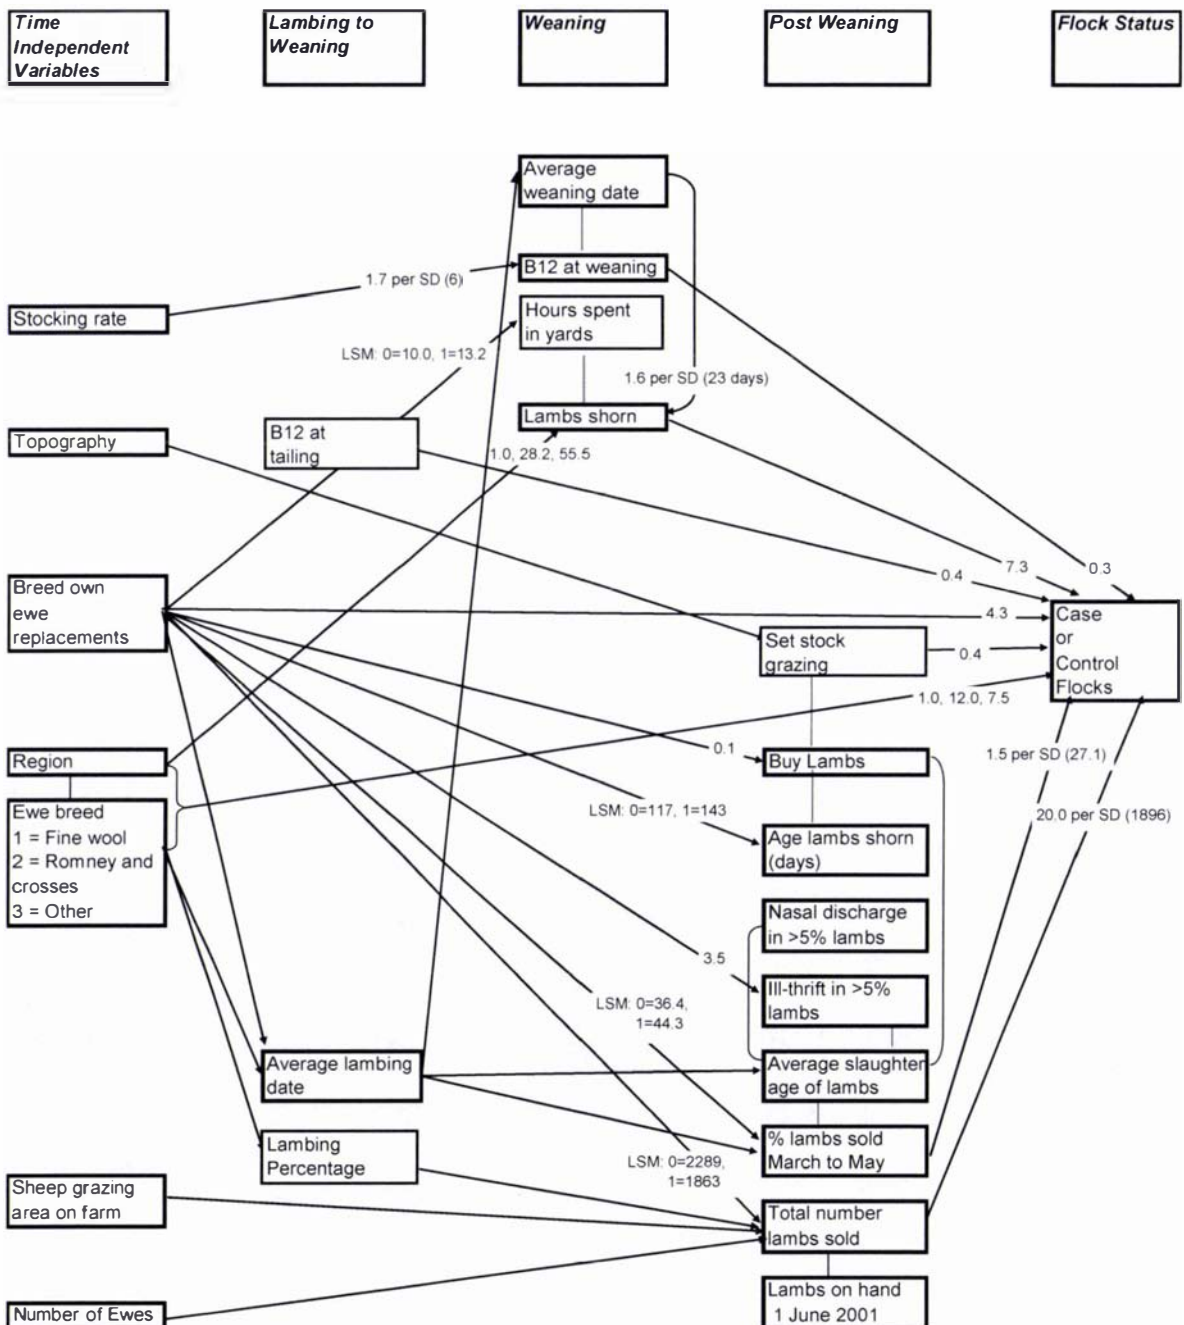 Time
Independent
Variables
Lambing to
Weaning
Weaning
Post Weaning
Flock Status
Average
weaning date
B12 at weaning
1.7 per SD (6)
Stocking rate
Hours spent
in yards
LSM: 0=10.0, 1=13.2
1.6 per SD (23 days)
Lambs shorn
Topography
B12 at
tailing
1.0, 28.2, 55.5
Breed own
ewe
replacements
0.4
7.3
0.3
4.3
Case
or
Control
Flocks
Set stock
grazing
0.4
1.0, 12.0, 7.5
Region
0.1
Buy Lambs
1.5 per SD (27.1)
Ewe breed
1 = Fine wool
2 = Romney and
crosses
3 = Other
LSM: 0=117, 1=143
Age lambs shorn
(days)
20.0 per SD (1896)
Nasal discharge
in >5% lambs
3.5
Ill-thrift in >5%
lambs
LSM: 0=36.4,
1=44.3
Average lambing
date
Average slaughter
age of lambs
Lambing
Percentage
% lambs sold
March to May
LSM: 0=2289,
1=1863
Sheep grazing
area on farm
Total number
lambs sold
Lambs on hand
1 June 2001
Number of Ewes